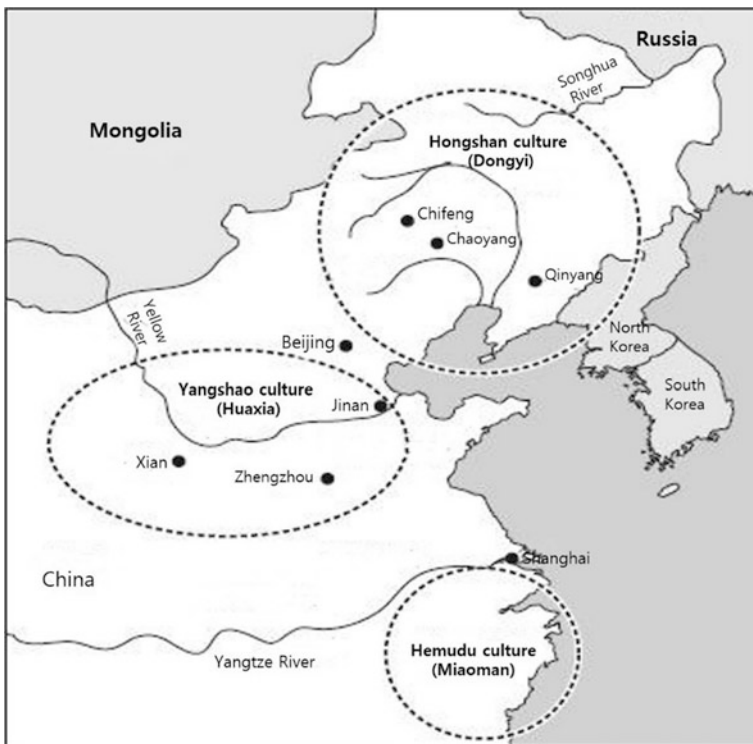 Russia
Songhua
River
Mongolia
Hongshan culture
(Dongyi)
Chifeng
Chaoyang
Qinyang
Yellow
River
North
Korea
Beijing
South
Korea
Yangshao culture
(Huaxia)
Jinan
Xian
Zhengzhou
Shanghai
China
Hemudu culture
(Miaoman)
Yangtze River